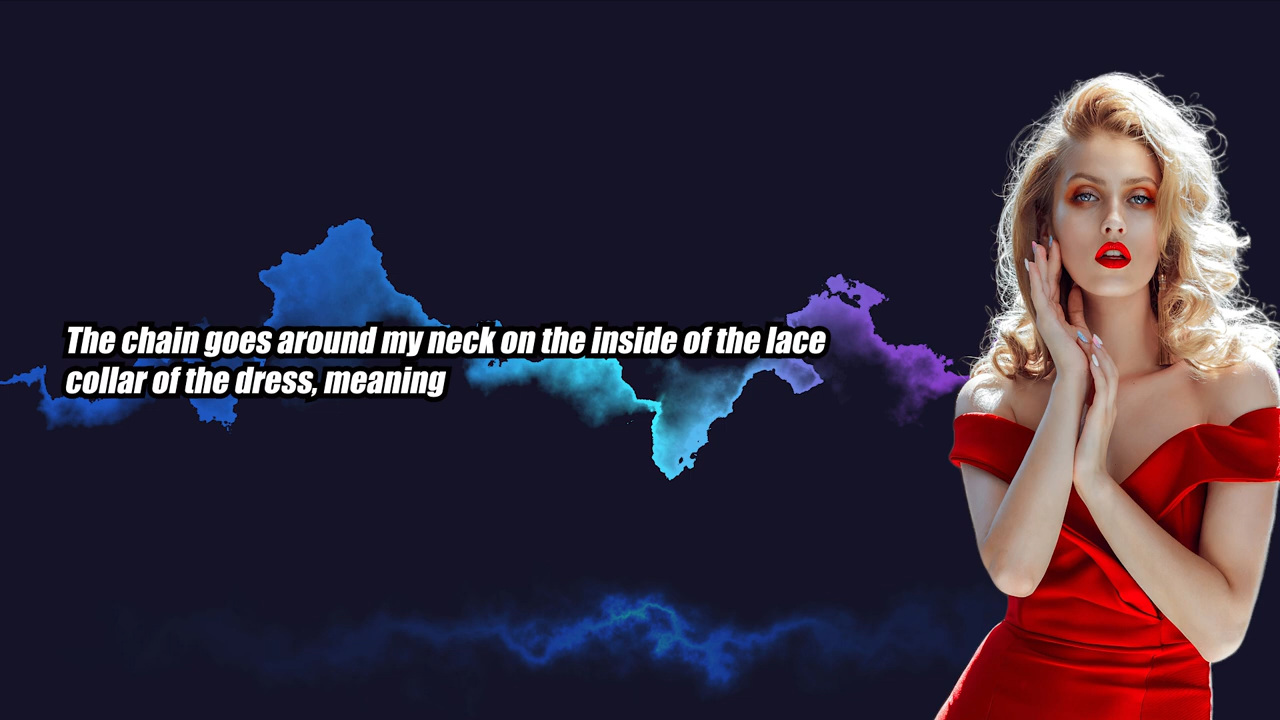 The chain goes around my neck on the inside of the lace
collar of the dress, meaning